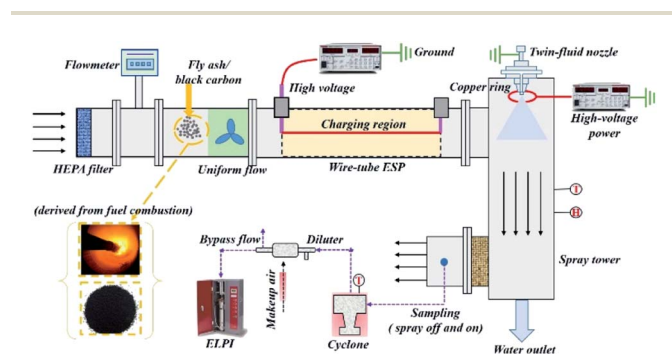 Flowmeter
Fly ash/
black carbon
Ground
High voltage
Twin-fluid nozzle
Copper ring
High-voltage
power
Charging region
HEPA filter
Uniform flow
Wire-tube ESP
(derived from fuel combustion)
T
H
Bypass flow
Diluter
Makeup air
T
Spray tower
Sampling
( spray off and on)
ELPI
Cyclone
Water outlet